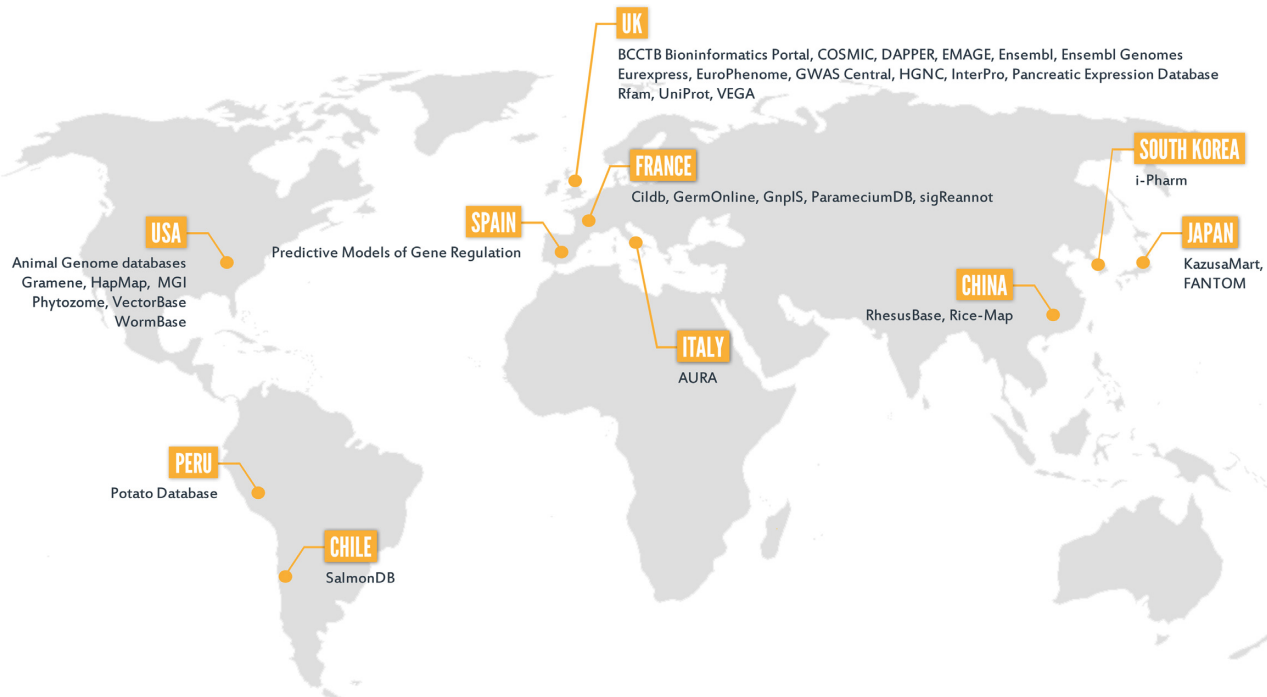 UK
BCCTB Bioninformatics Portal, COSMIC, DAPPER, EMAGE, Ensembl, Ensembl Genomes
Eurexpress, EuroPhenome, GWAS Central, HGNC, InterPro, Pancreatic Expression Database
Rfam, UniProt, VEGA
SOUTH KOREA
i-Pharm
FRANCE
Cildb, GermOnline, GnpIS, ParameciumDB, sigReannot
SPAIN
Predictive Models of Gene Regulation
USA
Animal Genome databases
Gramene, HapMap, MGI
Phytozome, VectorBase
WormBase
JAPAN
KazusaMart,
FANTOM
CHINA
RhesusBase, Rice-Map
ITALY
AURA
PERU
Potato Database
CHILE
SalmonDB